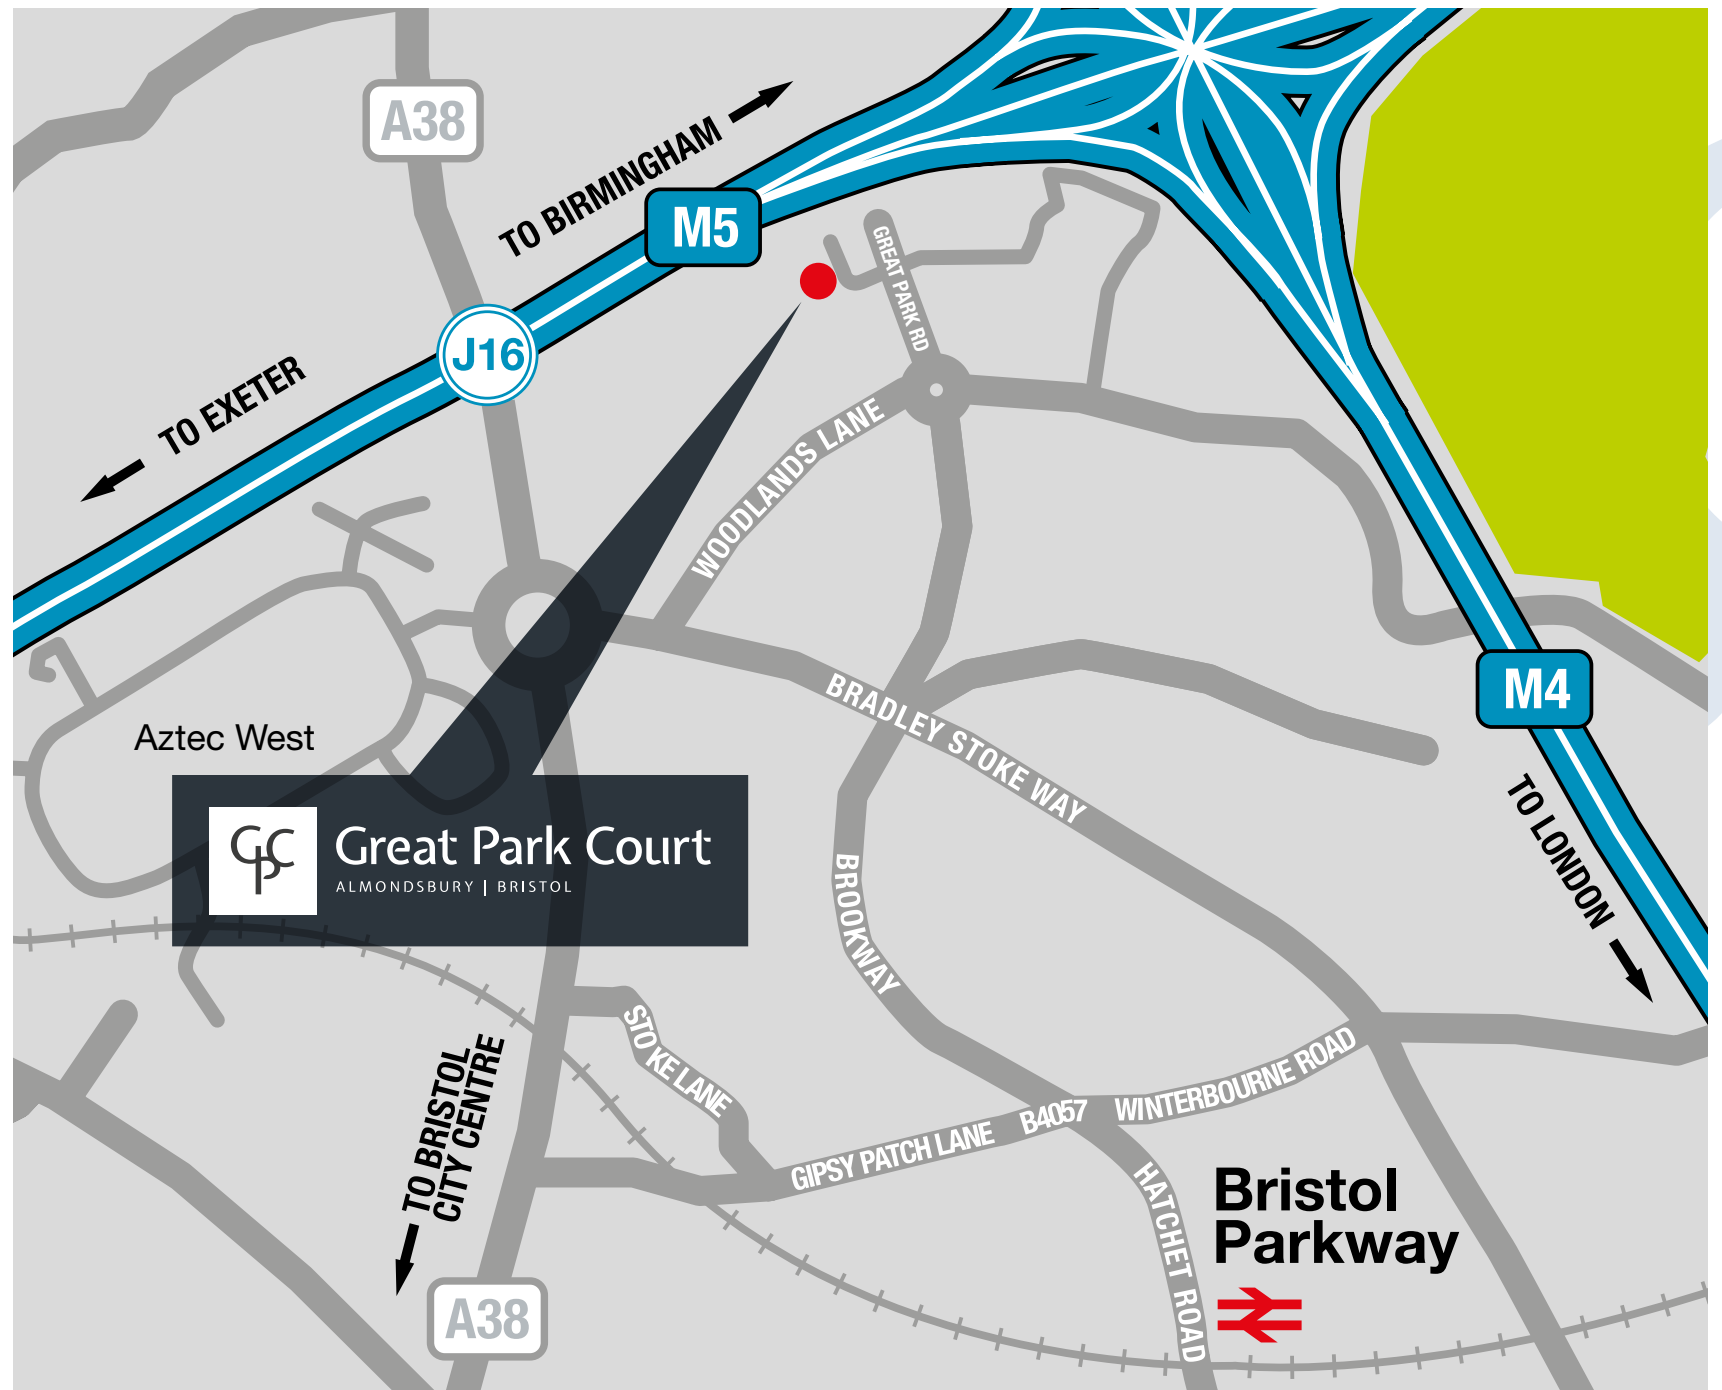 A38
TO BIRMINGHAM
M5
GREAT PARK RD
J16
TO EXETER
WOODLANDS LANE
M4
BRADLEY STOKE WAY
Aztec West
TO LONDON
GPC
Great Park Court
ALMONDSBURY | BRISTOL
BROOKWAY
STOKE LANE
TO BRISTOL
CITY CENTRE
WINTERBOURNE ROAD
B4057
GIPSY PATCH LANE
HATCHET ROAD
Bristol
Parkway
A38